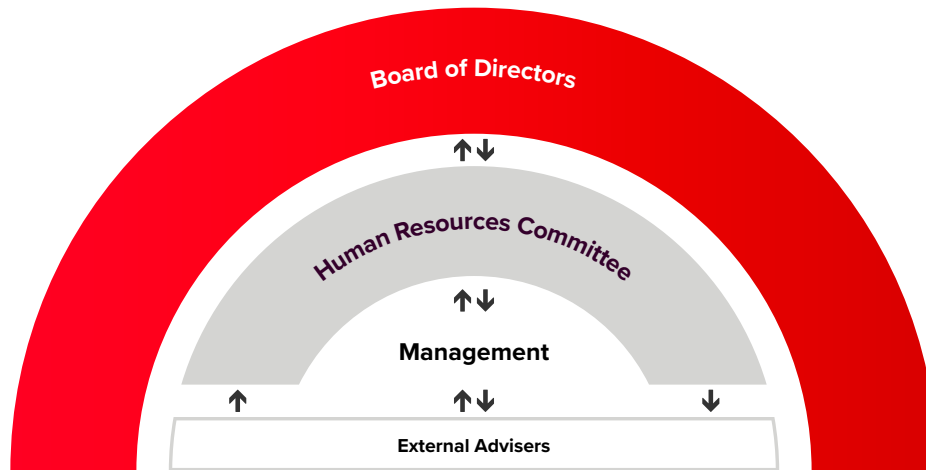 Board of Directors
Human Resources Committee
Management
External Advisers